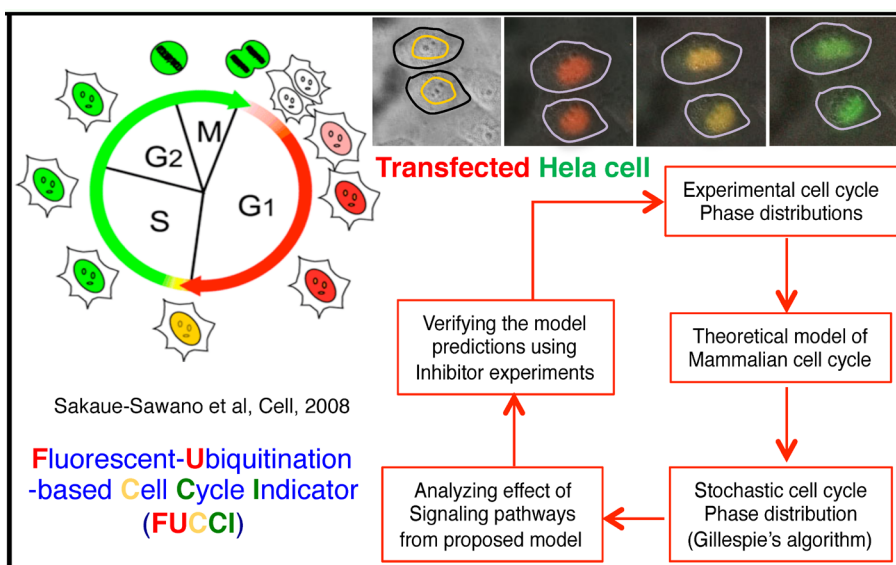 M
G2
G1
S
Sakaue-Sawano et al, Cell, 2008
Fluorescent-Ubiquitination
-based Cell Cycle Indicator
(FUCCI)
Transfected Hela cell
Experimental cell cycle
Phase distributions
Theoretical model of
Mammalian cell cycle
Stochastic cell cycle
Phase distribution
(Gillespie's algorithm)
Analyzing effect of
Signaling pathways
from proposed model
Verifying the model
predictions using
Inhibitor experiments